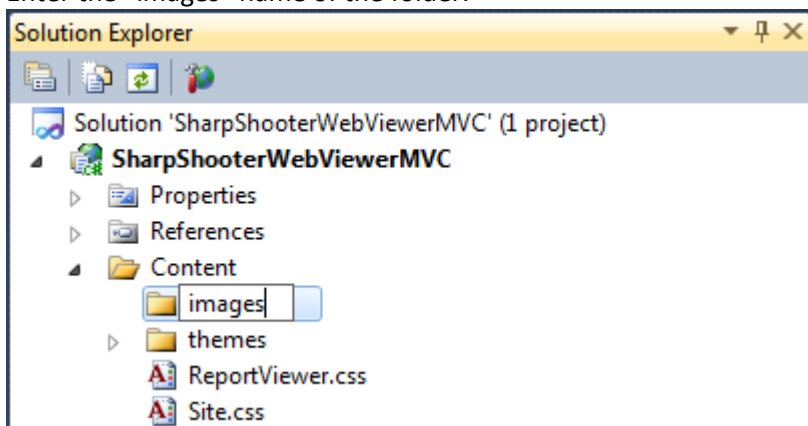 Enter the "images" name of the folder.
Solution Explorer
Solution 'SharpShooterWebViewerMVC' (1 project)
SharpShooterWebViewerMVC
Properties
References
Content
images
themes
ReportViewer.css
Site.css